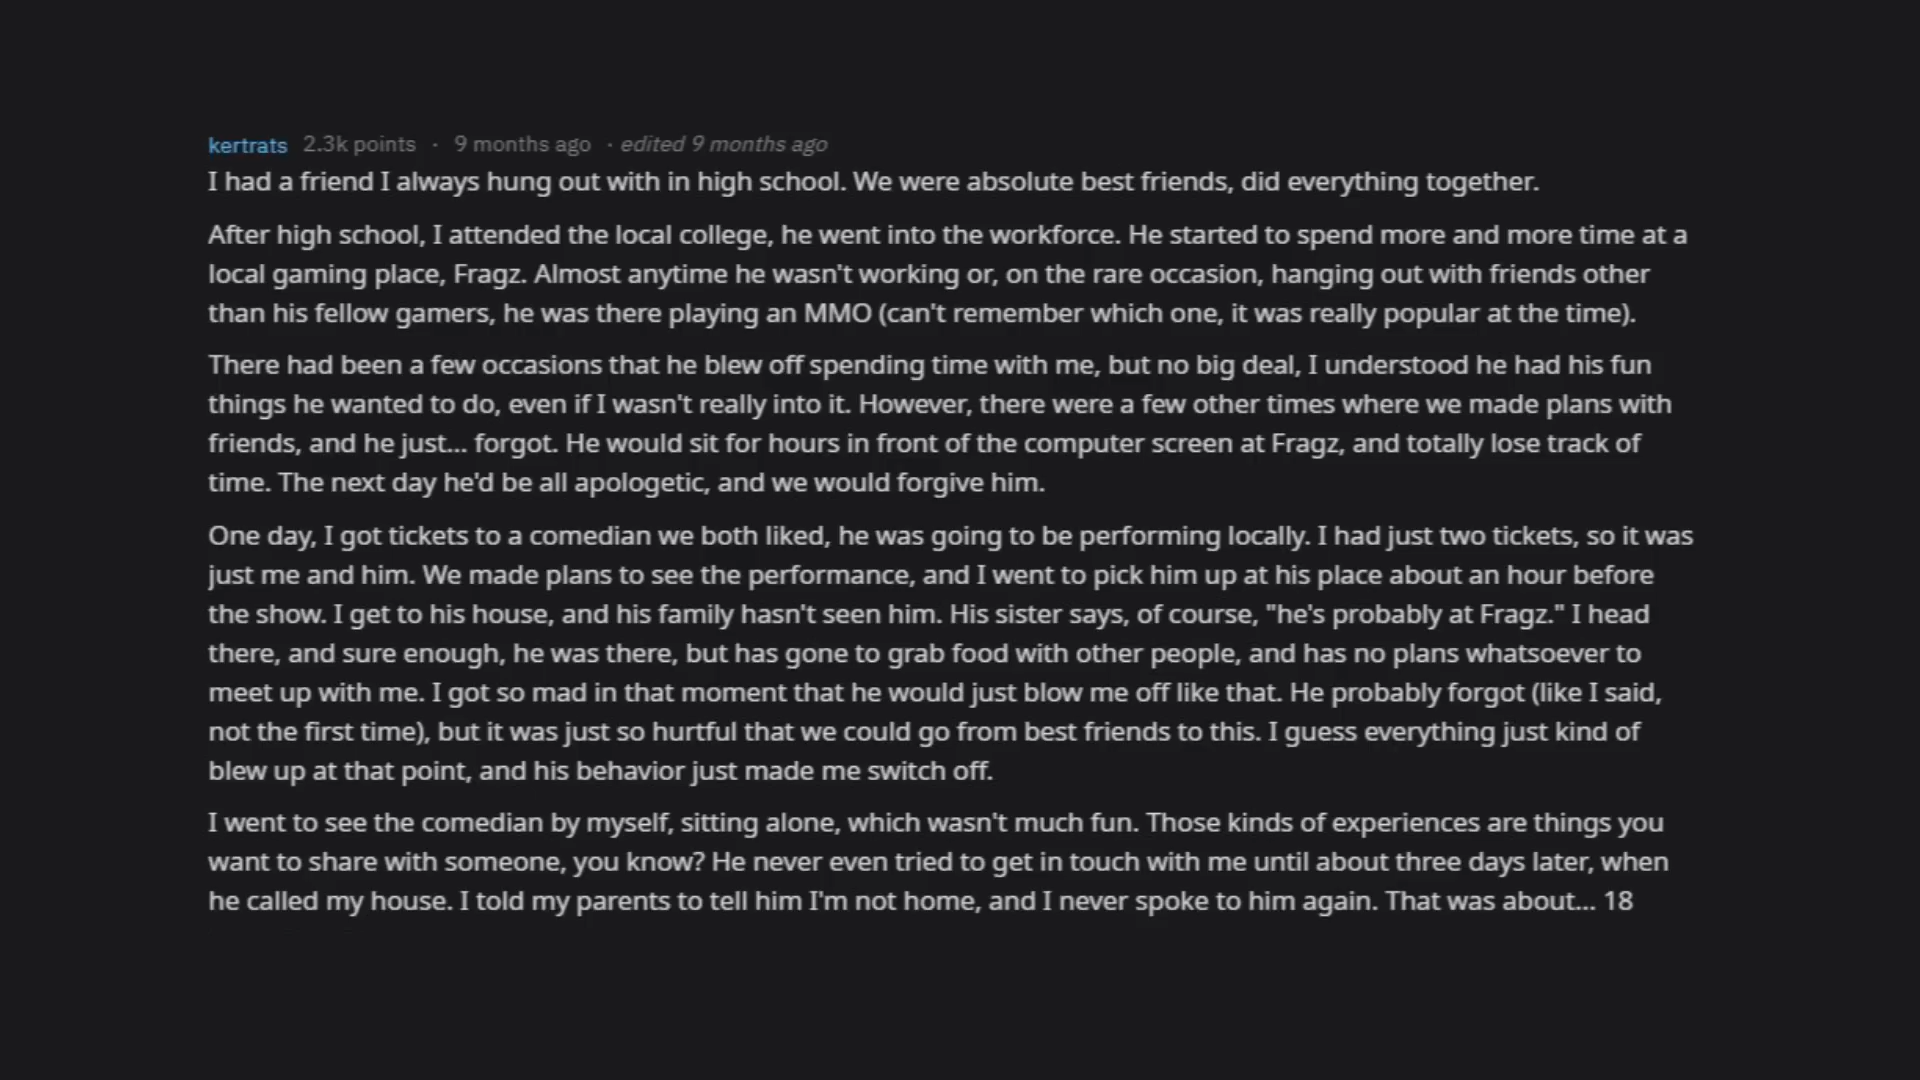 kertrats 2.3k points · 9 months ago · edited 9 months ago
I had a friend I always hung out with in high school. We were absolute best friends, did everything together.
After high school, I attended the local college, he went into the workforce. He started to spend more and more time at a
local gaming place, Fragz. Almost anytime he wasn't working or, on the rare occasion, hanging out with friends other
than his fellow gamers, he was there playing an MMO (can't remember which one, it was really popular at the time).
There had been a few occasions that he blew off spending time with me, but no big deal, I understood he had his fun
things he wanted to do, even if I wasn't really into it. However, there were a few other times where we made plans with
friends, and he just... forgot. He would sit for hours in front of the computer screen at Fragz, and totally lose track of
time. The next day he'd be all apologetic, and we would forgive him.
One day, I got tickets to a comedian we both liked, he was going to be performing locally. I had just two tickets, so it was
just me and him. We made plans to see the performance, and I went to pick him up at his place about an hour before
the show. I get to his house, and his family hasn't seen him. His sister says, of course, "he's probably at Fragz." I head
there, and sure enough, he was there, but has gone to grab food with other people, and has no plans whatsoever to
meet up with me. I got so mad in that moment that he would just blow me off like that. He probably forgot (like I said,
not the first time), but it was just so hurtful that we could go from best friends to this. I guess everything just kind of
blew up at that point, and his behavior just made me switch off.
I went to see the comedian by myself, sitting alone, which wasn't much fun. Those kinds of experiences are things you
want to share with someone, you know? He never even tried to get in touch with me until about three days later, when
he called my house. I told my parents to tell him I'm not home, and I never spoke to him again. That was about... 18